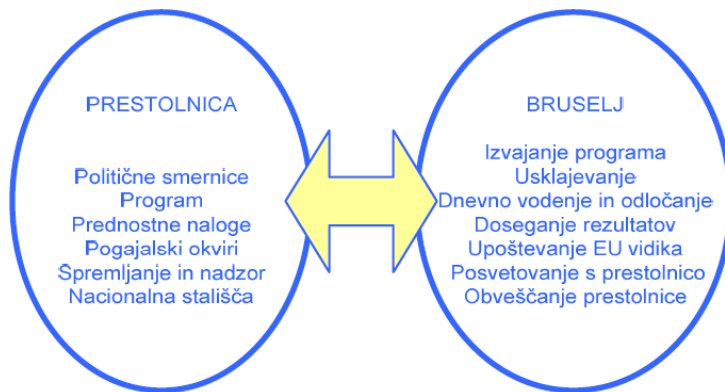 PRESTOLNICA
Politične smernice
Program
Prednostne naloge
Pogajalski okviri
Spremljanje in nadzor
Nacionalna stališča
BRUSELJ
Izvajanje programa
Usklajevanje
Dnevno vodenje in odločanje
Doseganje rezultatov
Upoštevanje EU vidika
Posvetovanje s prestolnico
Obveščanje prestolnice